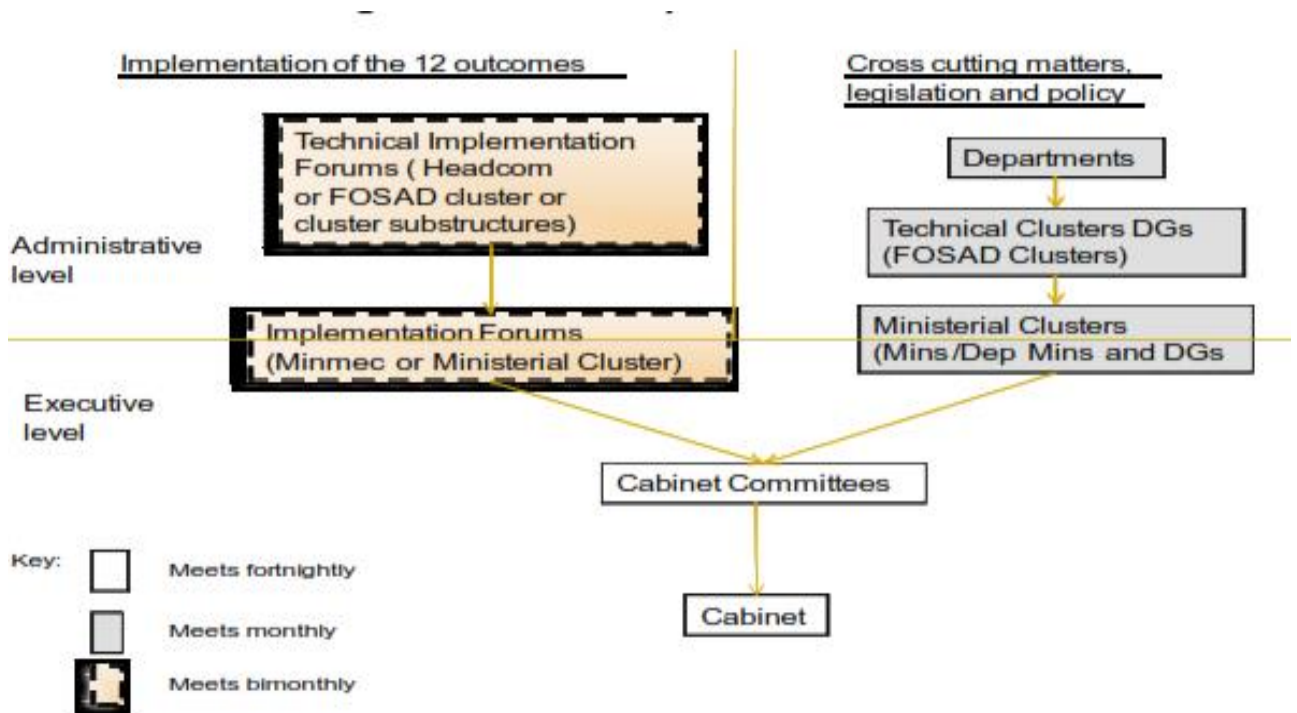 Implementation of the 12 outcomes
Cross cutting matters,
legislation and policy
Technical Implementation
Forums ( Headcom
or FOSAD cluster or
cluster substructures)
Departments
Technical Clusters DGs
(FOSAD Clusters)
Administrative
level
Implementation Forums
(Minmec or Ministerial Cluster)
Ministerial Clusters
(Mins/Dep Mins and DGs
Executive
level
Cabinet Committees
Cabinet
Key:
Meets fortnightly
Meets monthly
Meets bimonthly